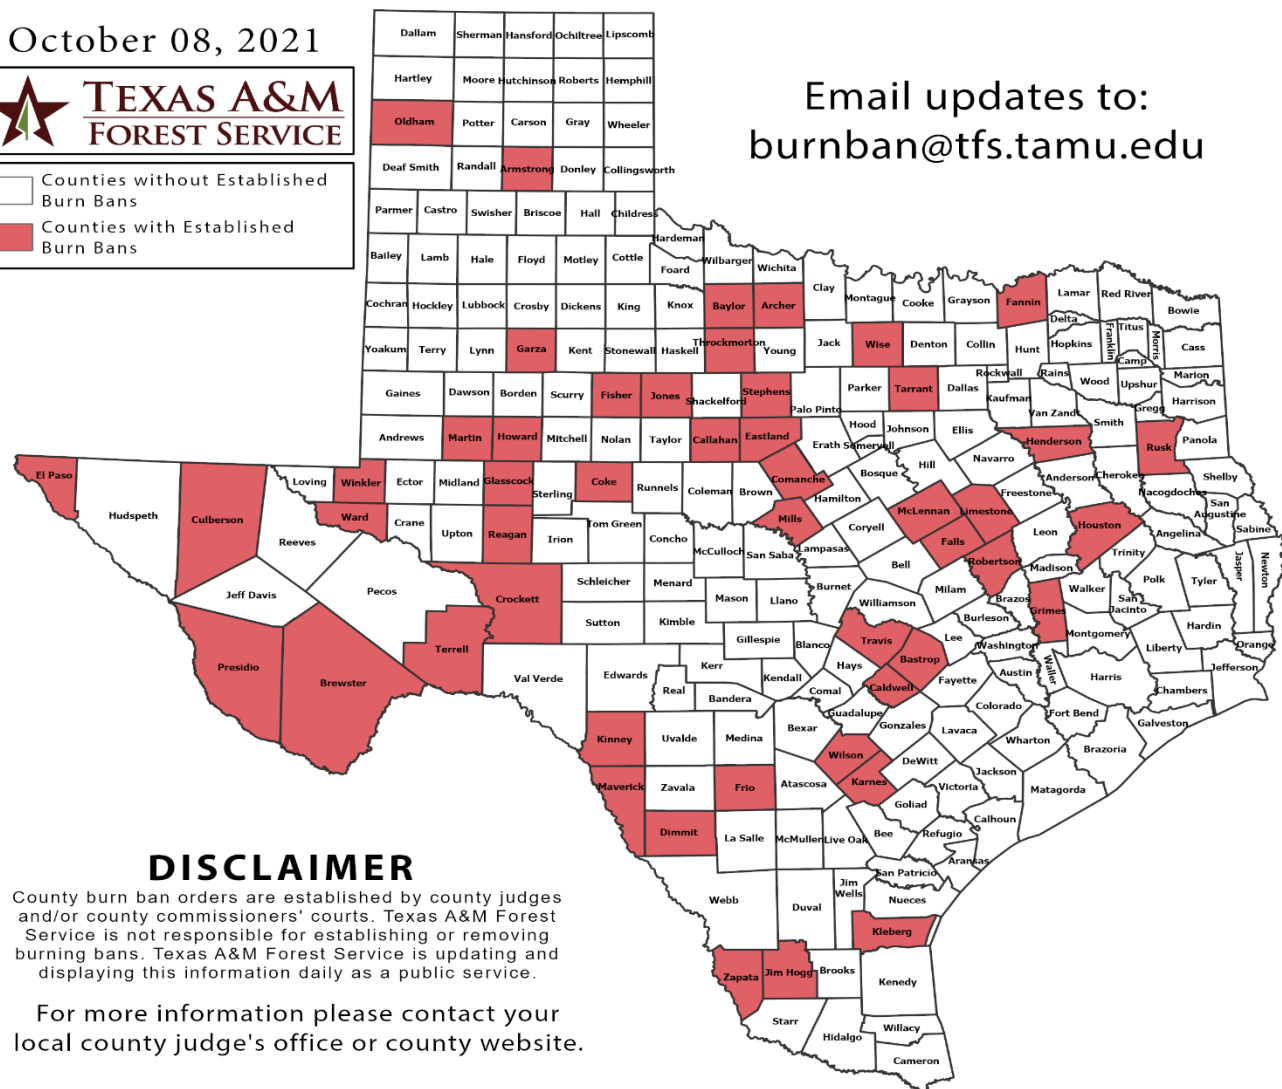 October 08, 2021
TEXAS A&M
FOREST SERVICE
Counties without Established
Burn Bans
Counties with Established
Burn Bans
Email updates to:
burnban@tfs.tamu.edu
Dallam Sherman Hansford Ochiltree Lipscomb
Hartley Moore Hutchinson Roberts Hemphill
Oldham Potter Carson Gray Wheeler
Deaf Smith Randall Armstrong Donley Collingsworth
Parmer Castro Swisher Briscoe Hall Childress
Hardeman
Bailey Lamb Hale Floyd Motley Cottle Foard Wilbarger Wichita
Clay Montague Cooke Grayson Fannin Lamar Red River Bowie
Cochran Hockley Lubbock Crosby Dickens King Knox Baylor Archer
Delta Franklin Titus Morris Cass
Yoakum Terry Lynn Garza Kent Stonewall Haskell Throckmorton Young Jack Wise Denton Collin Hunt Hopkins Camp
Rockwall Rains Wood Upshur Marion
Gaines Dawson Borden Scurry Fisher Jones Shackelford Stephens Palo Pinto Parker Tarrant Dallas Kaufman Van Zandt Smith Gregg Harrison
Andrews Martin Howard Mitchell Nolan Taylor Callahan Eastland Erath Hood Somervell Johnson Ellis Henderson Rusk Panola
El Paso Hudspeth Culberson Loving Winkler Ector Midland Glasscock Sterling Coke Runnels Coleman Brown Comanche Hamilton Bosque Hill Navarro Freestone Anderson Cherokee Nacogdoches Shelby
Reeves Ward Crane Upton Reagan Irion Tom Green Concho McCulloch San Saba Mills Lampasas Coryell McLennan Limestone Falls Leon Houston Angelina San Augustine Sabine
Jeff Davis Pecos Crockett Schleicher Menard Mason Llano Burnet Bell Milam Robertson Madison Trinity Polk Tyler Jasper Newton
Sutton Kimble Gillespie Blanco Williamson Burleson Brazos Grimes Walker San Jacinto Hardin
Presidio Brewster Terrell Val Verde Edwards Kerr Real Bandera Kendall Comal Hays Travis Bastrop Caldwell Lee Washington Austin Waller Montgomery Liberty Orange Jefferson
Harris Chambers Fayette Colorado Fort Bend Galveston
Kinney Uvalde Medina Bexar Guadalupe Gonzales Lavaca Wharton Brazoria
Maverick Zavala Frio Atascosa Wilson Karnes DeWitt Jackson Matagorda
Dimmit La Salle McMullen Live Oak Bee Goliad Victoria Calhoun Refugio Aransas
Webb Duval Jim Wells San Patricio Nueces Kleberg
Zapata Jim Hogg Brooks Kenedy
Starr Hidalgo Willacy Cameron
DISCLAIMER
County burn ban orders are established by county judges
and/or county commissioners' courts. Texas A&M Forest
Service is not responsible for establishing or removing
burning bans. Texas A&M Forest Service is updating and
displaying this information daily as a public service.
For more information please contact your
local county judge's office or county website.